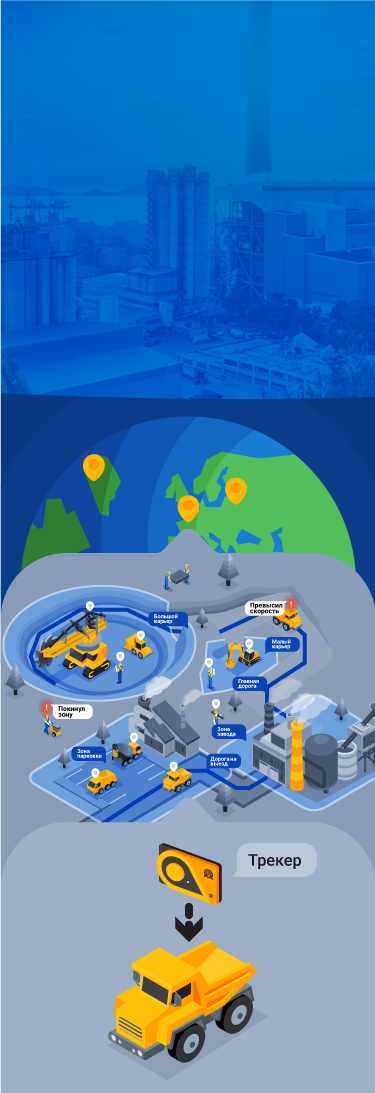 Большой
карьер
Превысил
скорость
Малый
карьер
Главная
дорога
Покинул
зону
Зона
завода
Зона
парковки
Дорога на
выезд
Трекер